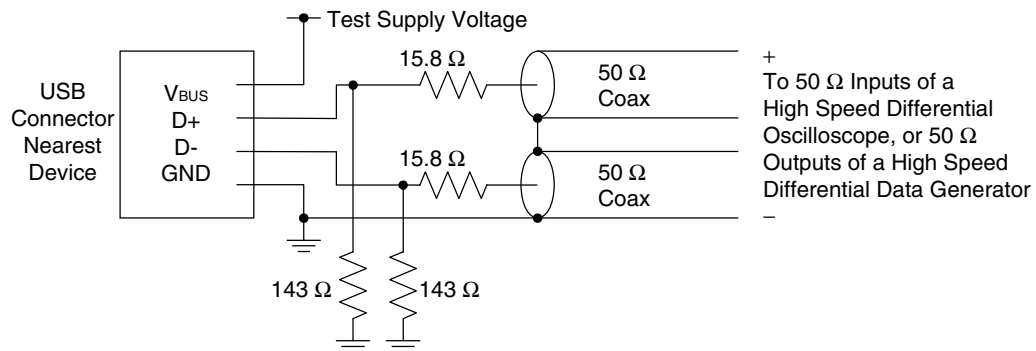 Test Supply Voltage
USB
Connector
Nearest
Device
VBUS
D+
D-
GND
15.8 Ω
50 Ω
Coax
15.8 Ω
50 Ω
Coax
143 Ω
143 Ω
+
To 50 Ω Inputs of a
High Speed Differential
Oscilloscope, or 50 Ω
Outputs of a High Speed
Differential Data Generator
−